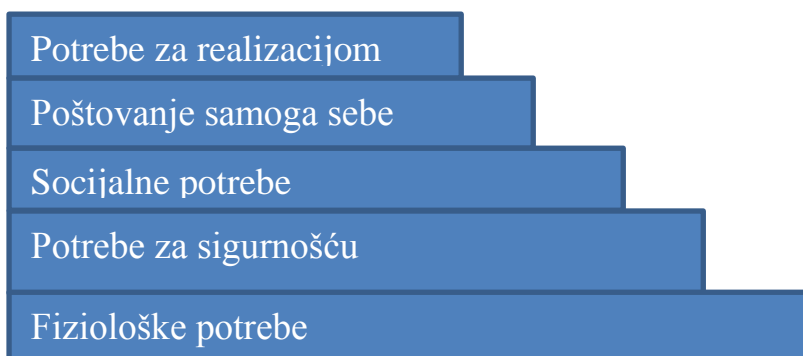 Potrebe za realizacijom
Poštovanje samoga sebe
Socijalne potrebe
Potrebe za sigurnošću
Fiziološke potrebe